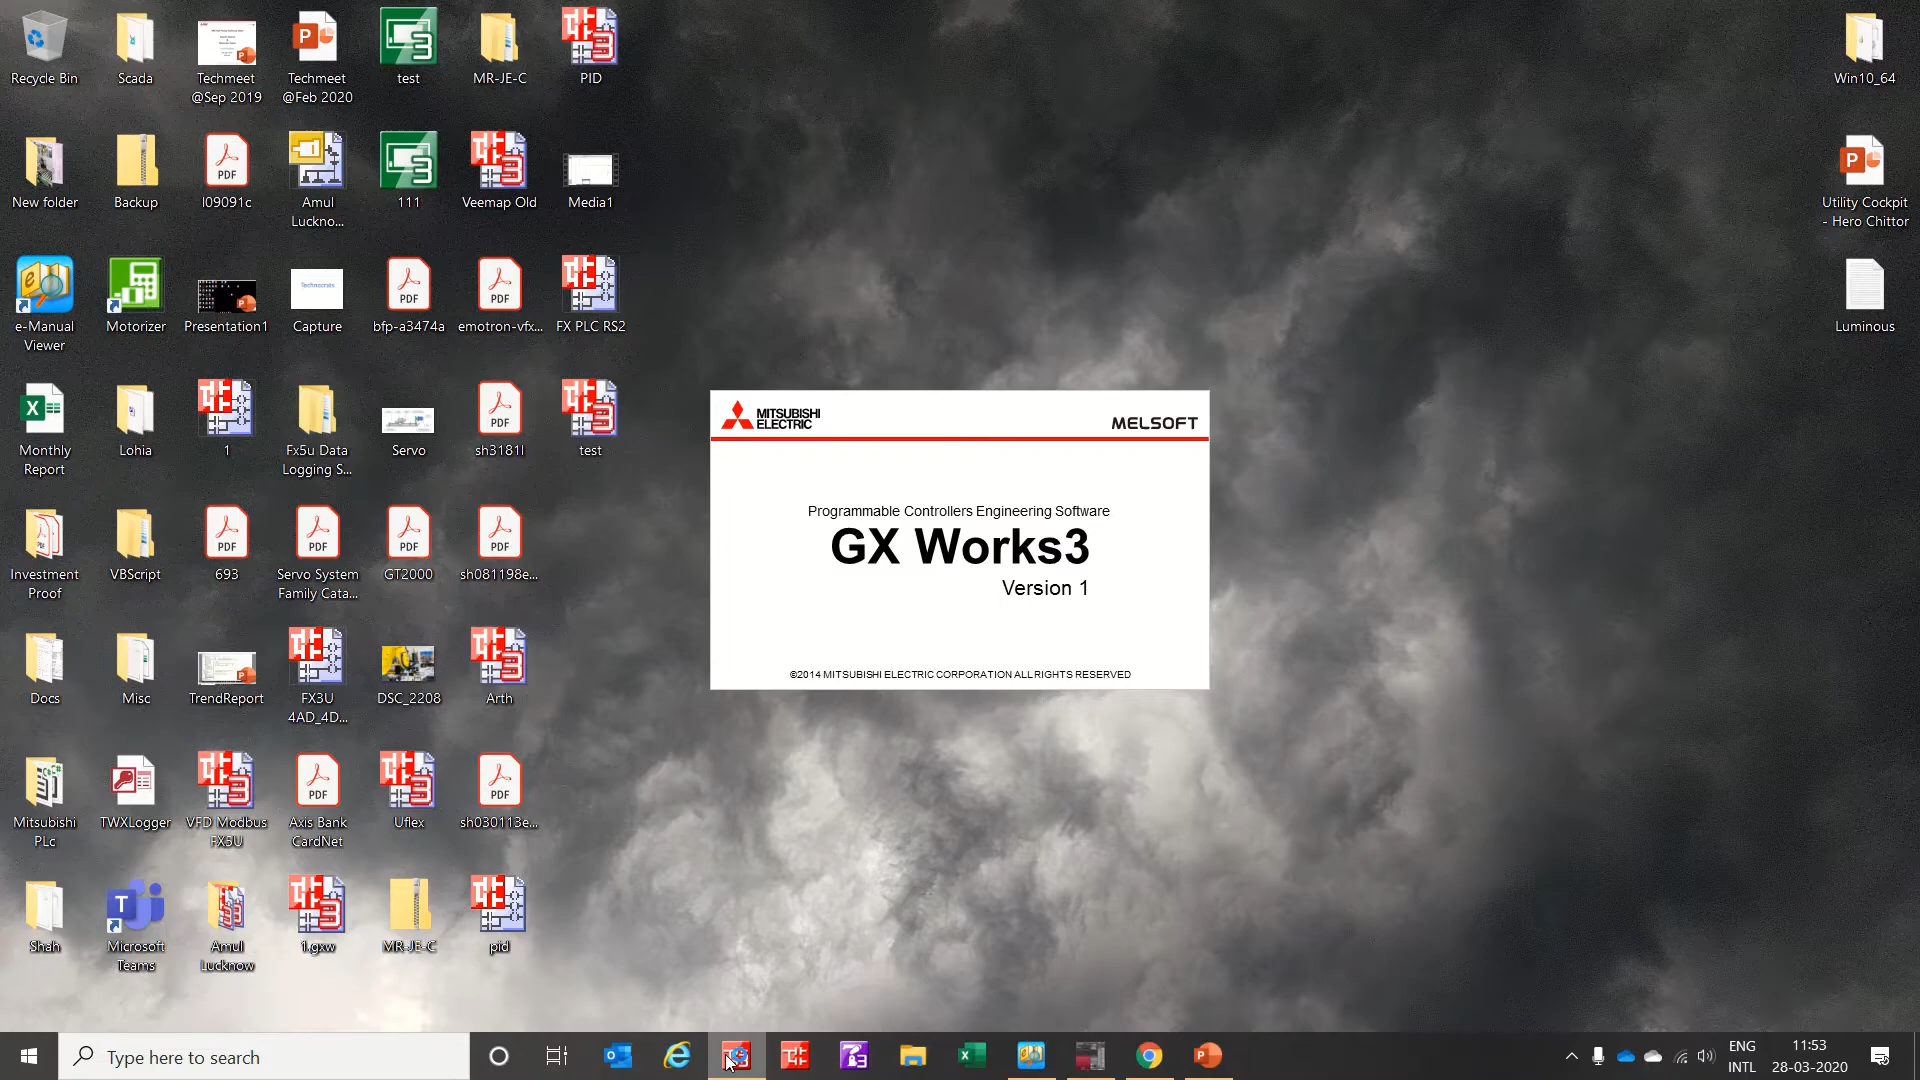 Recycle Bin
Scada
Techmeet
@Sep 2019
Techmeet
@Feb 2020
test
MR-JE-C
PID
Win10_64
New folder
Backup
l09091c
Amul
Luckno...
111
Veemap Old
Media1
Utility Cockpit
- Hero Chittor
e-Manual
Viewer
Motorizer
Presentation1
Technocrats
Capture
bfp-a3474a
emotron-vfx...
FX PLC RS2
Luminous
Monthly
Report
Lohia
1
Fx5u Data
Logging S...
Servo
sh3181l
test
MITSUBISHI
ELECTRIC
MELSOFT
Programmable Controllers Engineering Software
GX Works3
Version 1
©2014 MITSUBISHI ELECTRIC CORPORATION ALL RIGHTS RESERVED
Investment
Proof
VBScript
693
Servo System
Family Cata...
GT2000
sh081198e...
Docs
Misc
TrendReport
FX3U
4AD_4D...
DSC_2208
Arth
Mitsubishi
PLc
TWXLogger
VFD Modbus
FX5U
Axis Bank
CardNet
Uflex
sh030113e...
Shah
Microsoft
Teams
Amul
Lucknow
1.gxw
MR-JE-C
pid
Type here to search
ENG
INTL
11:53
28-03-2020